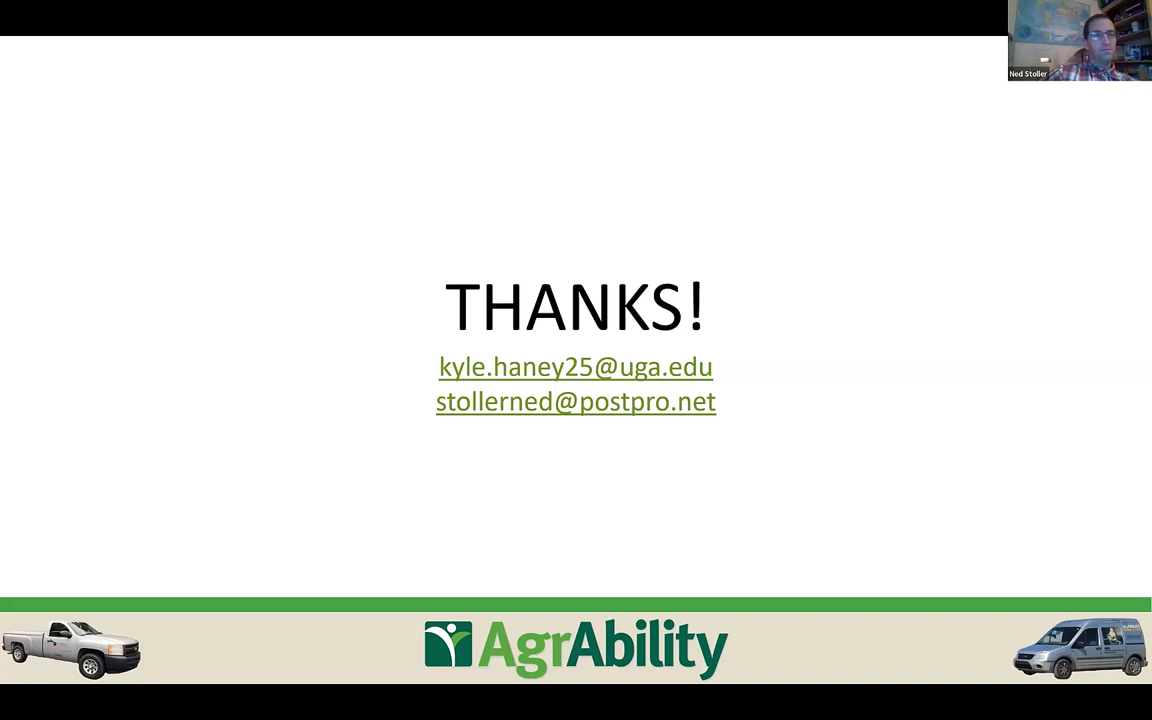 Ned Stoller
THANKS!
kyle.haney25@uga.edu
stollerned@postpro.net
AgrAbility